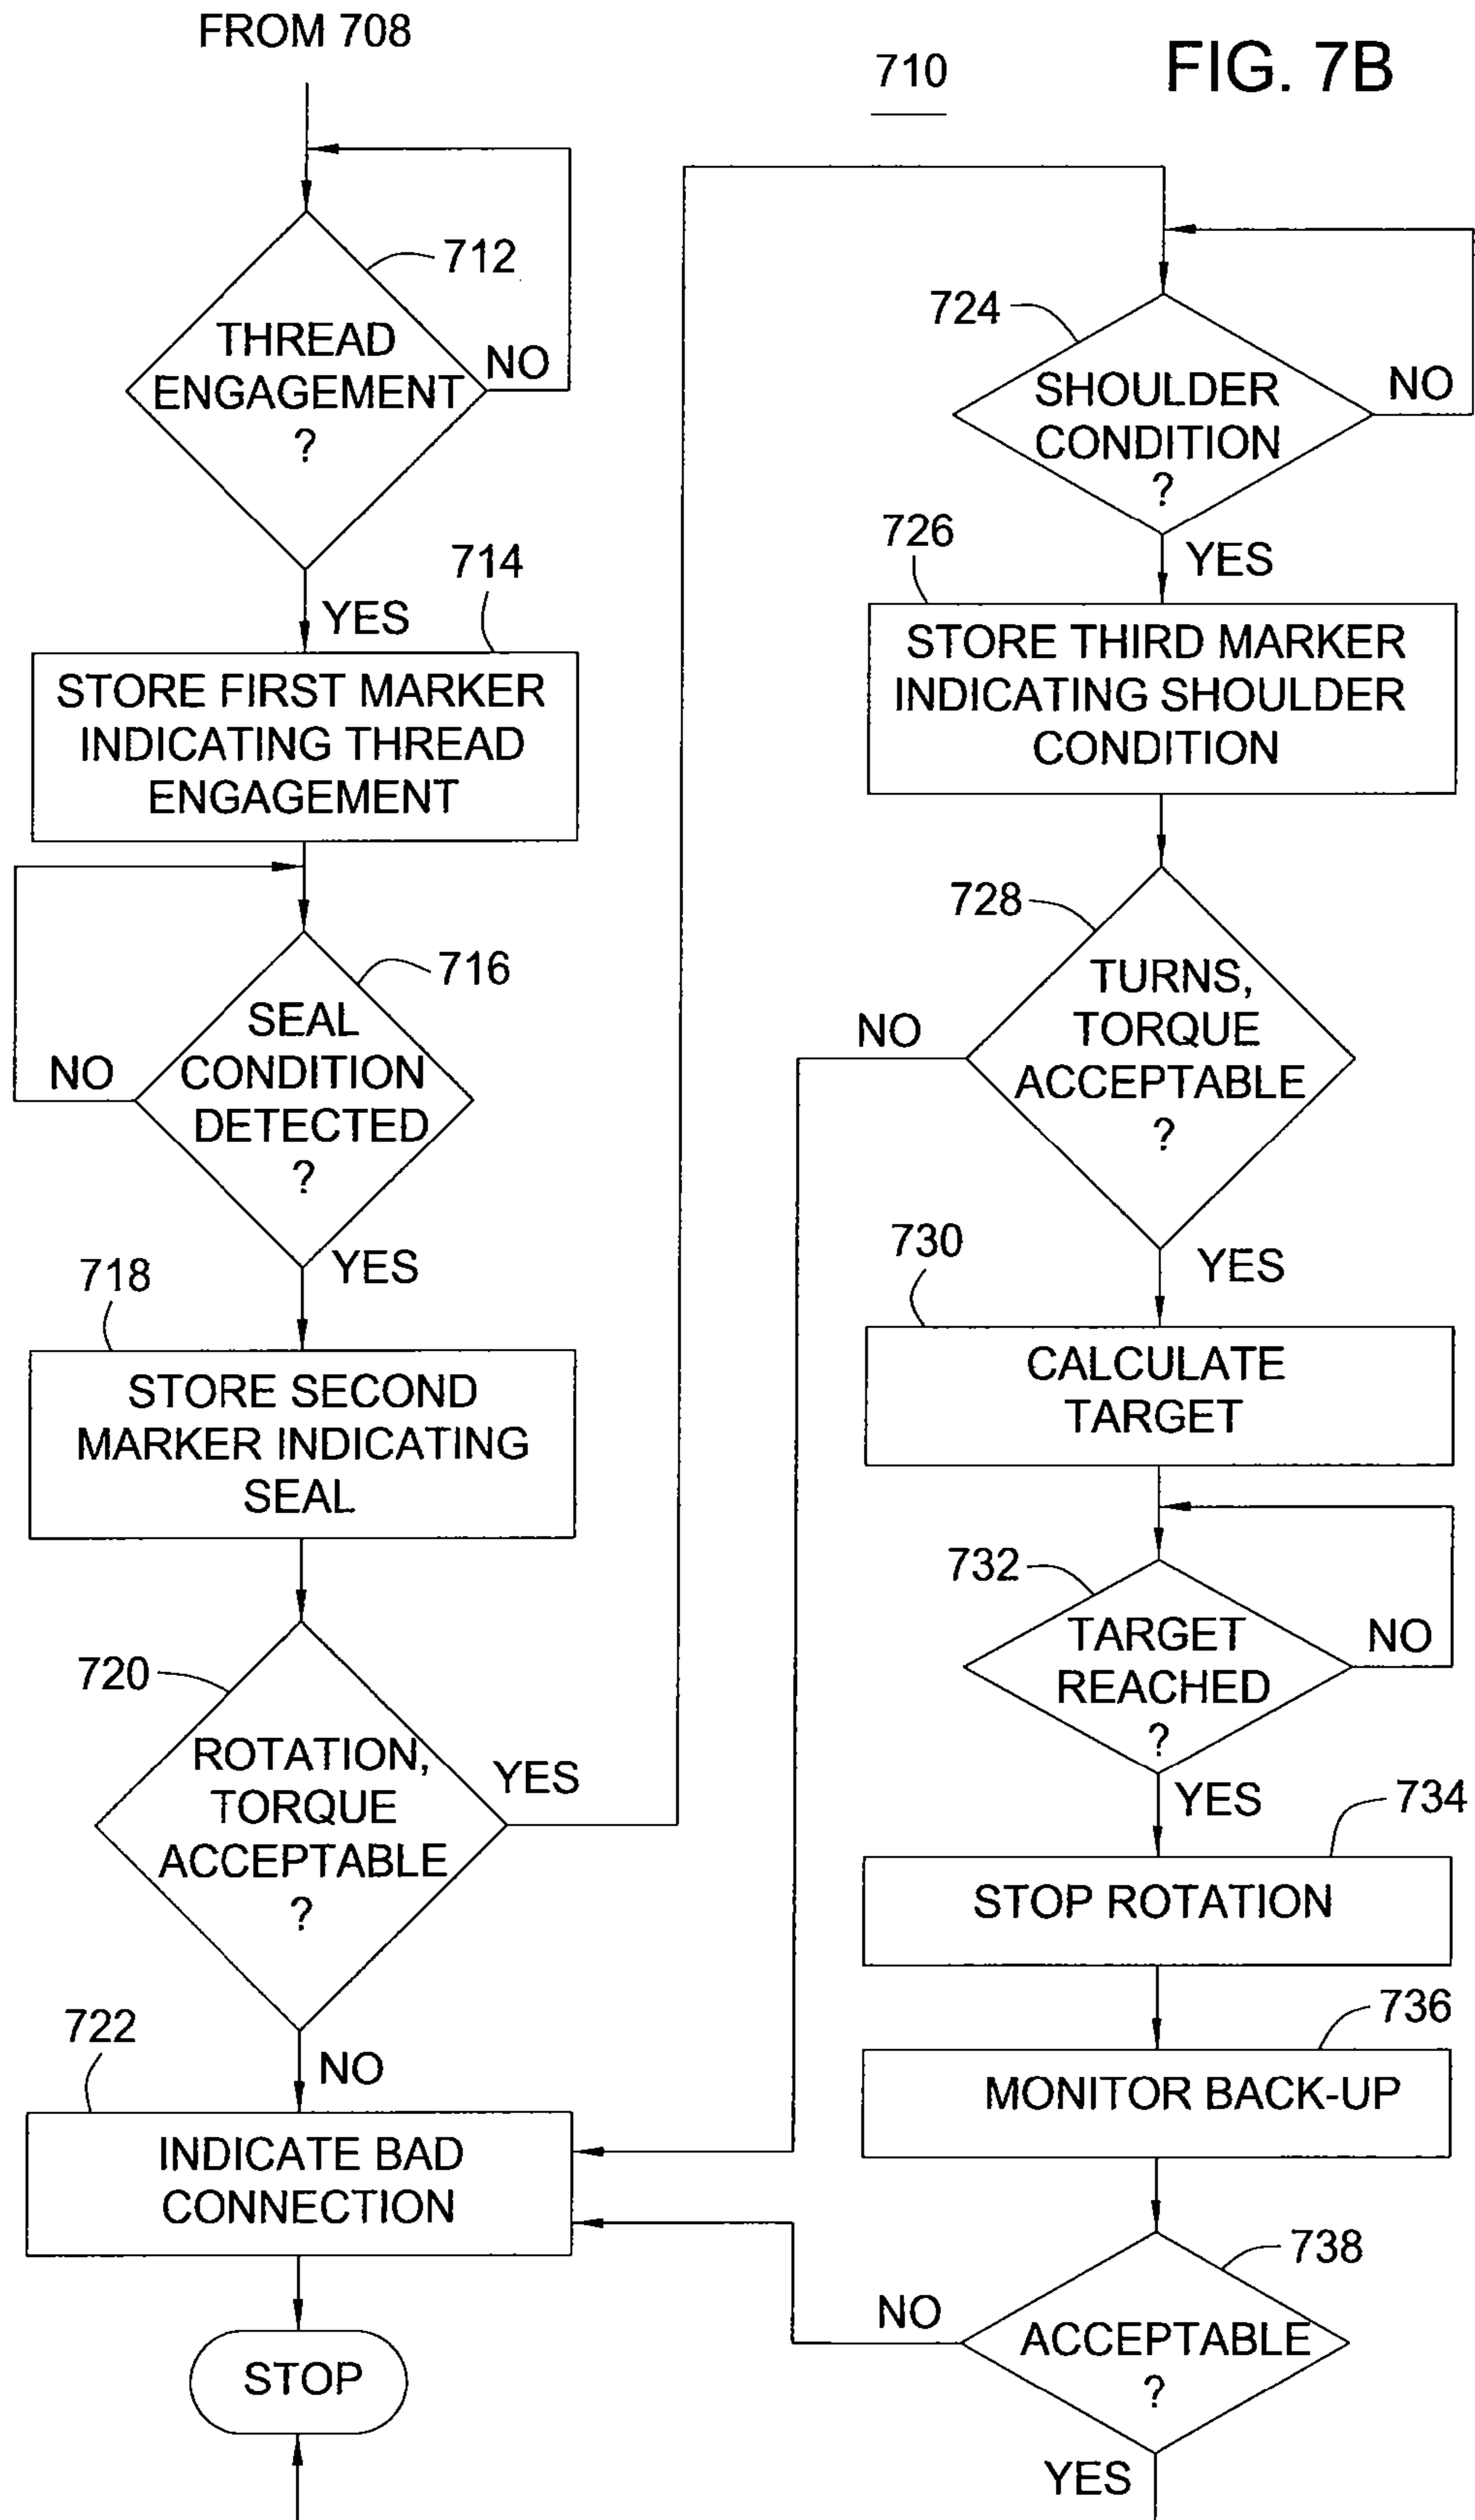 FROM 708
710
FIG. 7B
712
THREAD
ENGAGEMENT
?
NO
YES
714
STORE FIRST MARKER
INDICATING THREAD
ENGAGEMENT
716
SEAL
CONDITION
DETECTED
?
NO
YES
718
STORE SECOND
MARKER INDICATING
SEAL
720
ROTATION,
TORQUE
ACCEPTABLE
?
YES
NO
722
INDICATE BAD
CONNECTION
STOP
724
SHOULDER
CONDITION
?
NO
YES
726
STORE THIRD MARKER
INDICATING SHOULDER
CONDITION
728
TURNS,
TORQUE
ACCEPTABLE
?
NO
YES
730
CALCULATE
TARGET
732
TARGET
REACHED
?
NO
YES
734
STOP ROTATION
736
MONITOR BACK-UP
738
ACCEPTABLE
?
NO
YES